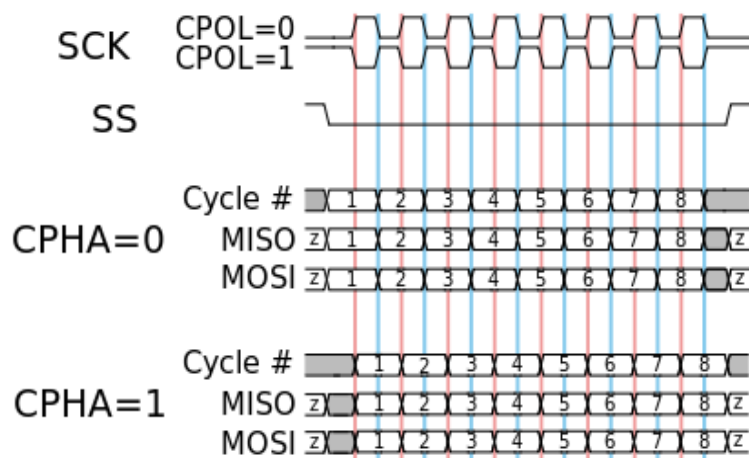 SCK CPOL=0
CPOL=1
SS
CPHA=0
Cycle # 1 2 3 4 5 6 7 8
MISO z 1 2 3 4 5 6 7 8 z
MOSI z 1 2 3 4 5 6 7 8 z
CPHA=1
Cycle # 1 2 3 4 5 6 7 8
MISO z 1 2 3 4 5 6 7 8 z
MOSI z 1 2 3 4 5 6 7 8 z